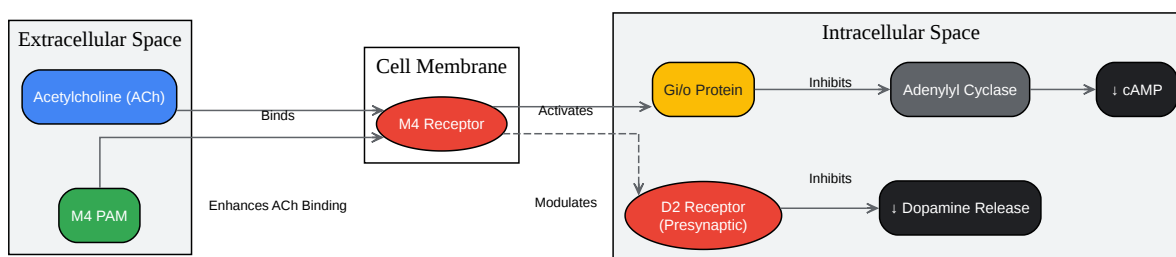 Extracellular Space
Acetylcholine (ACh)
M4 PAM
Binds
Enhances ACh Binding
Cell Membrane
M4 Receptor
Activates
Modulates
Intracellular Space
Gi/o Protein
Inhibits
Adenylyl Cyclase
↓ cAMP
D2 Receptor
(Presynaptic)
Inhibits
↓ Dopamine Release